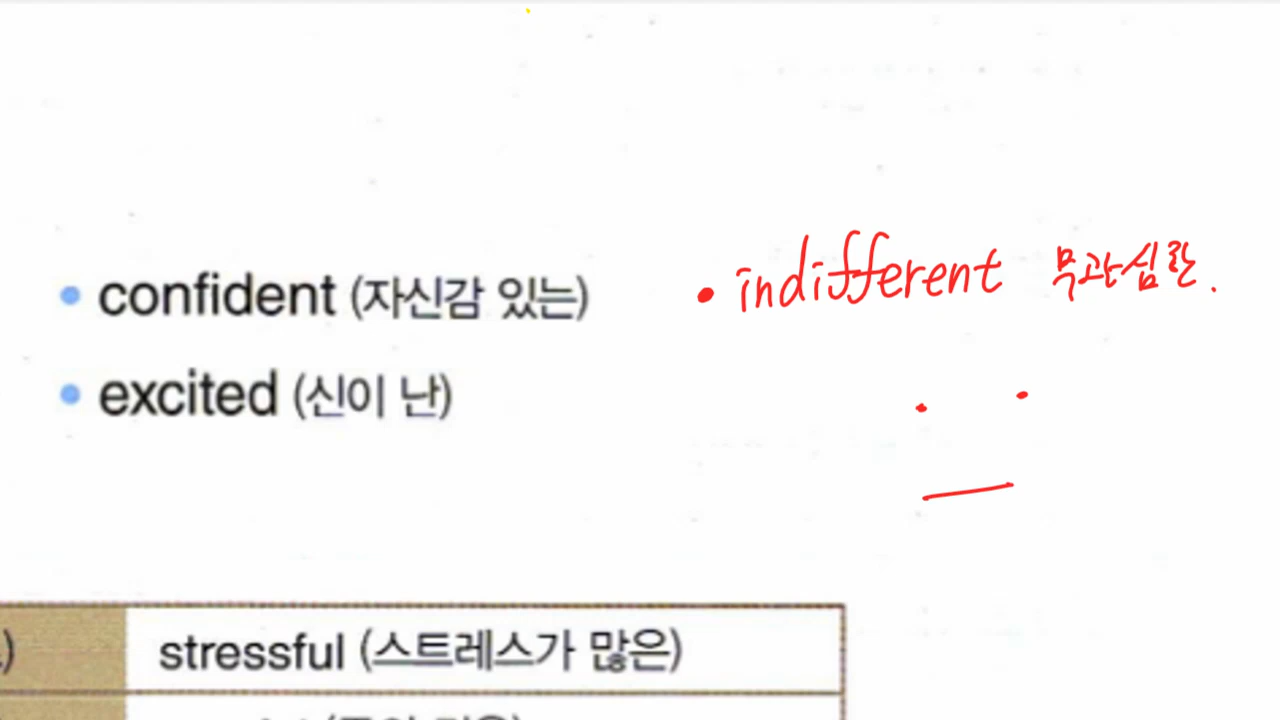 confident (자신감 있는)
• indifferent 무관심한.
excited (신이 난)
stressful (스트레스가 많은)